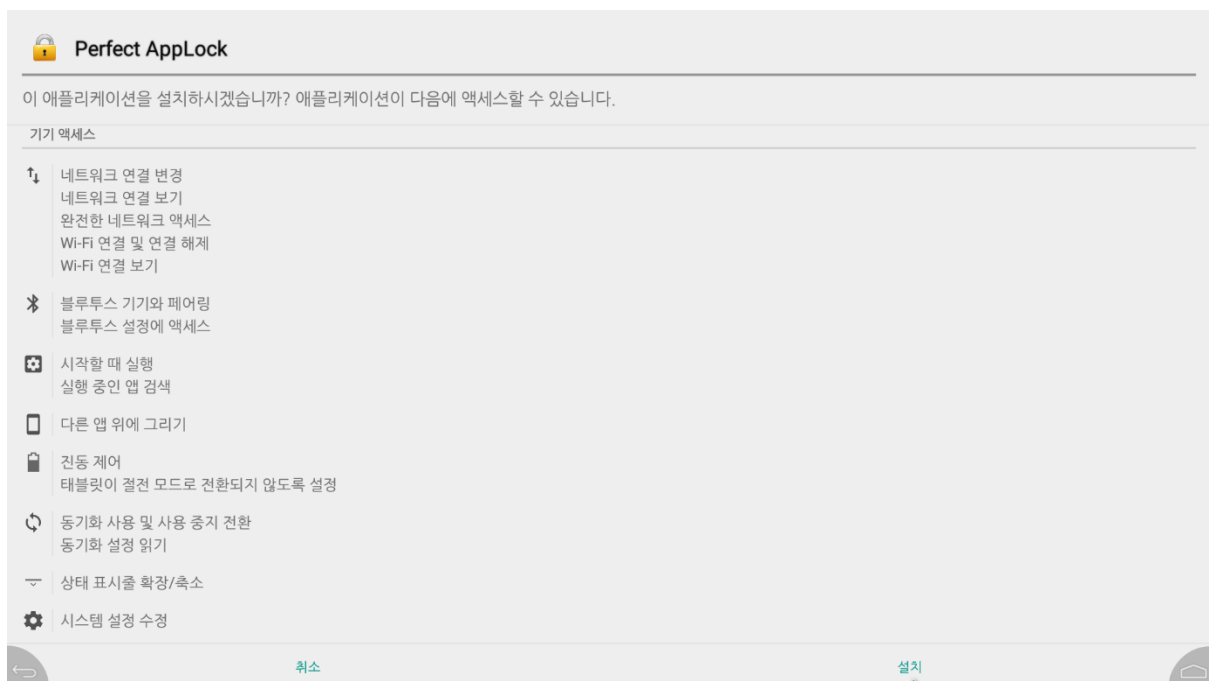 Perfect AppLock
이 애플리케이션을 설치하시겠습니까? 애플리케이션이 다음에 액세스할 수 있습니다.
기기 액세스
네트워크 연결 변경
네트워크 연결 보기
완전한 네트워크 액세스
Wi-Fi 연결 및 연결 해제
Wi-Fi 연결 보기
블루투스 기기와 페어링
블루투스 설정에 액세스
시작할 때 실행
실행 중인 앱 검색
다른 앱 위에 그리기
진동 제어
태블릿이 절전 모드로 전환되지 않도록 설정
동기화 사용 및 사용 중지 전환
동기화 설정 읽기
상태 표시줄 확장/축소
시스템 설정 수정
취소
설치